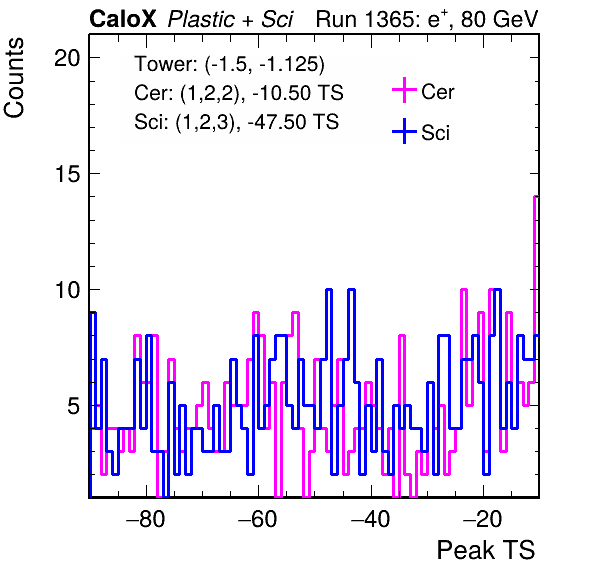 CaloX Plastic + Sci Run 1365: e+, 80 GeV
Counts
Tower: (-1.5, -1.125)
Cer: (1,2,2), -10.50 TS
Sci: (1,2,3), -47.50 TS
Cer
Sci
20
15
10
5
−80 −60 −40 −20
Peak TS